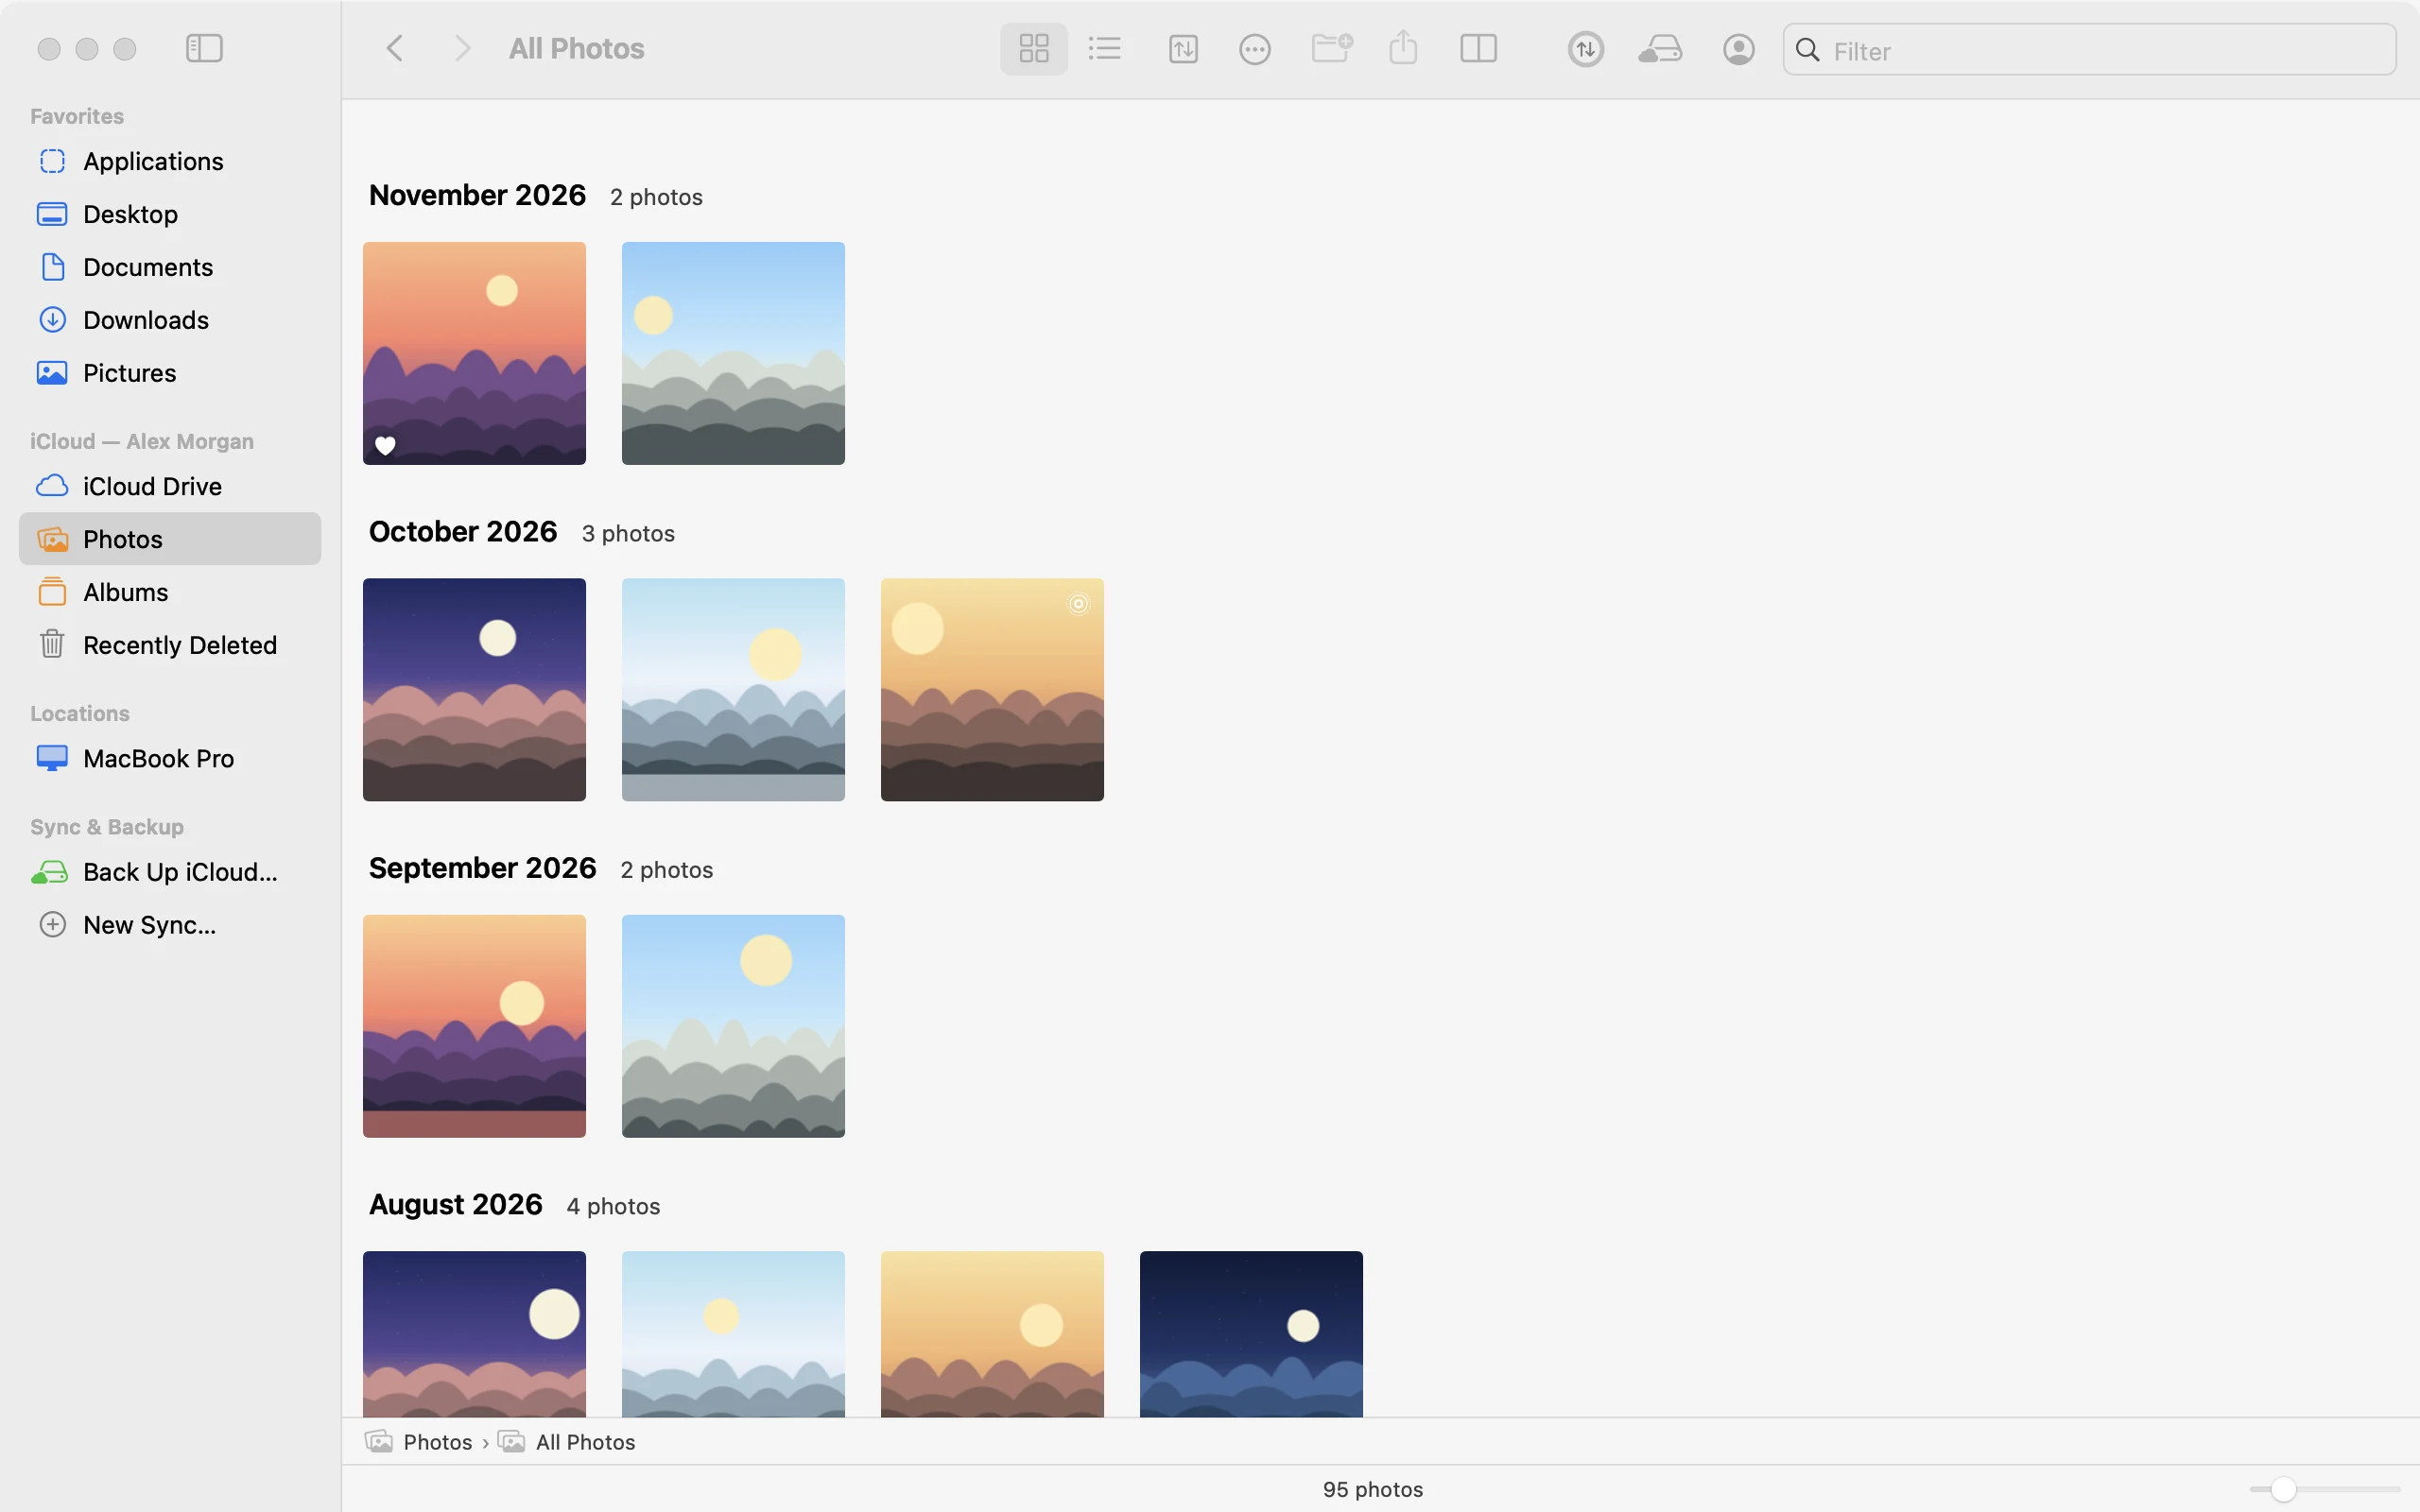 All Photos
Filter
Favorites
Applications
Desktop
Documents
Downloads
Pictures
iCloud — Alex Morgan
iCloud Drive
Photos
Albums
Recently Deleted
Locations
MacBook Pro
Sync & Backup
Back Up iCloud...
New Sync...
November 2026 2 photos
October 2026 3 photos
September 2026 2 photos
August 2026 4 photos
Photos › All Photos
95 photos